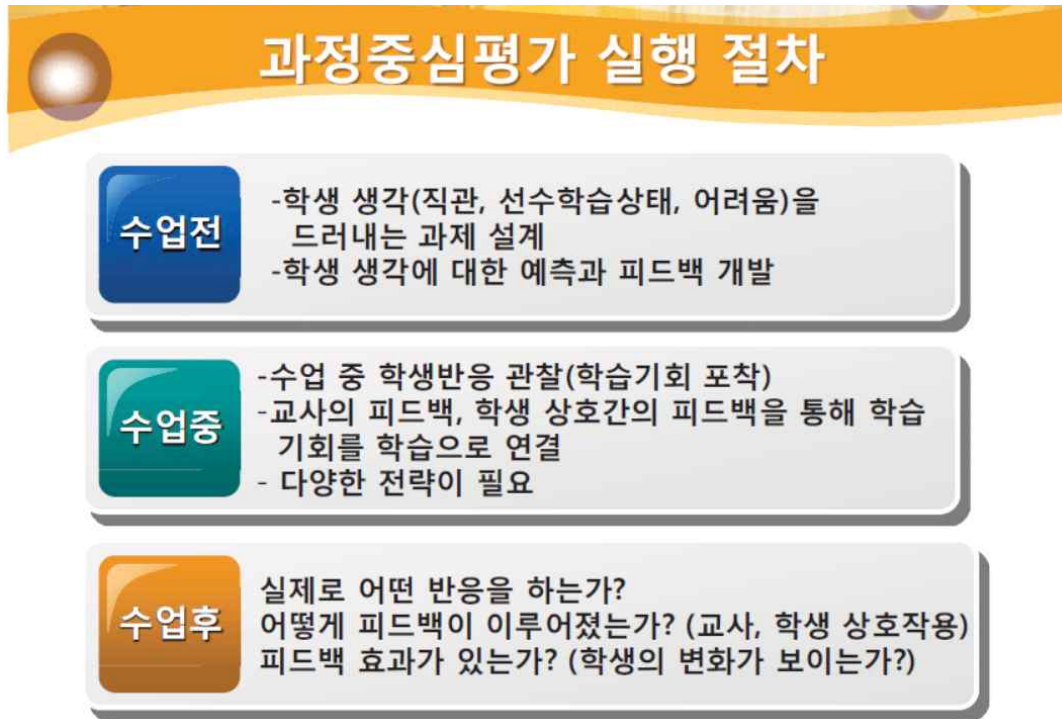 과정중심평가 실행 절차
수업전
-학생 생각(직관, 선수학습상태, 어려움)을
드러내는 과제 설계
-학생 생각에 대한 예측과 피드백 개발
수업중
-수업 중 학생반응 관찰(학습기회 포착)
-교사의 피드백, 학생 상호간의 피드백을 통해 학습
기회를 학습으로 연결
- 다양한 전략이 필요
수업후
실제로 어떤 반응을 하는가?
어떻게 피드백이 이루어졌는가? (교사, 학생 상호작용)
피드백 효과가 있는가? (학생의 변화가 보이는가?)